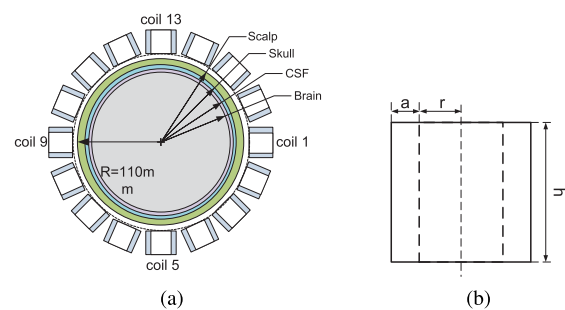 coil 13
Scalp
Skull
CSF
Brain
coil 9
coil 1
R=110m
m
coil 5
(a)
a
r
h
(b)